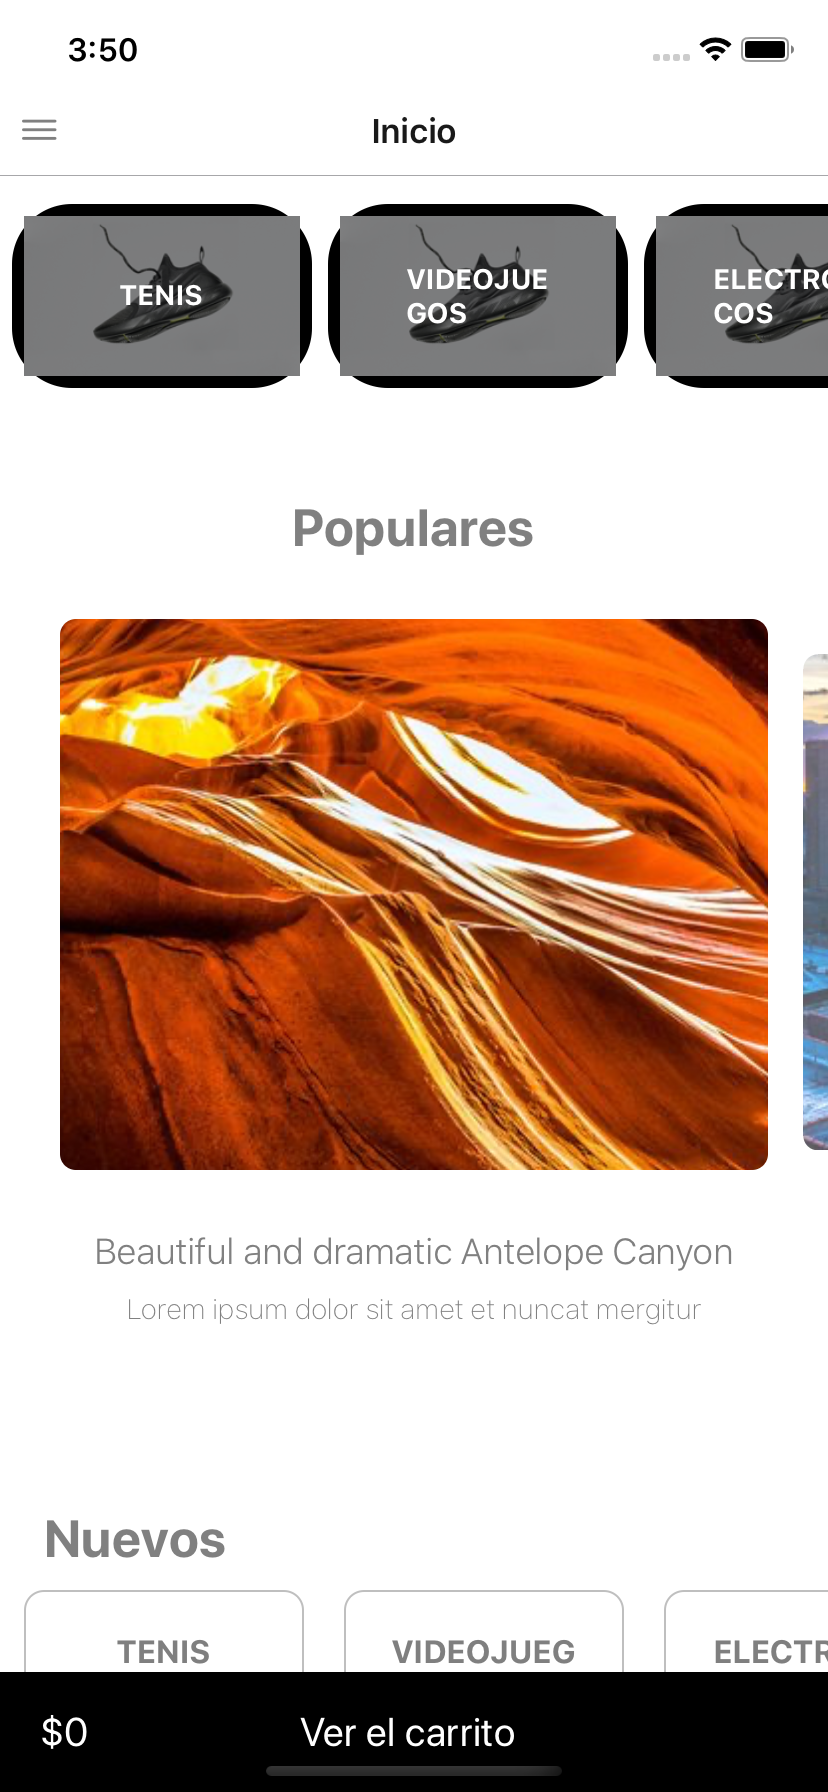 3:50
Inicio
TENIS
VIDEOJUE
GOS
ELECTRO
COS
Populares
Beautiful and dramatic Antelope Canyon
Lorem ipsum dolor sit amet et nuncat mergitur
Nuevos
TENIS
VIDEOJUEG
ELECTR
$0
Ver el carrito